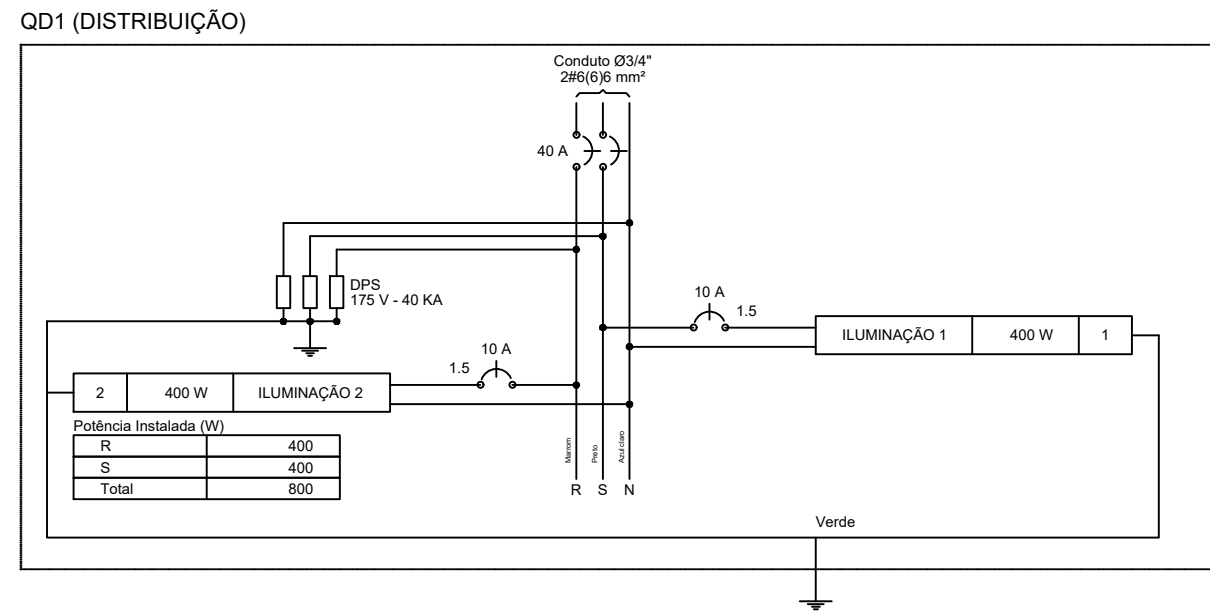 QD1 (DISTRIBUIÇÃO)
Conduto Ø3/4"
2#6(6)6 mm²
40 A
DPS
175 V - 40 KA
10 A
1.5
ILUMINAÇÃO 1 400 W 1
10 A
1.5
2 400 W ILUMINAÇÃO 2
Potência Instalada (W)
R 400
S 400
Total 800
Marrom
Preto
Azul claro
R S N
Verde